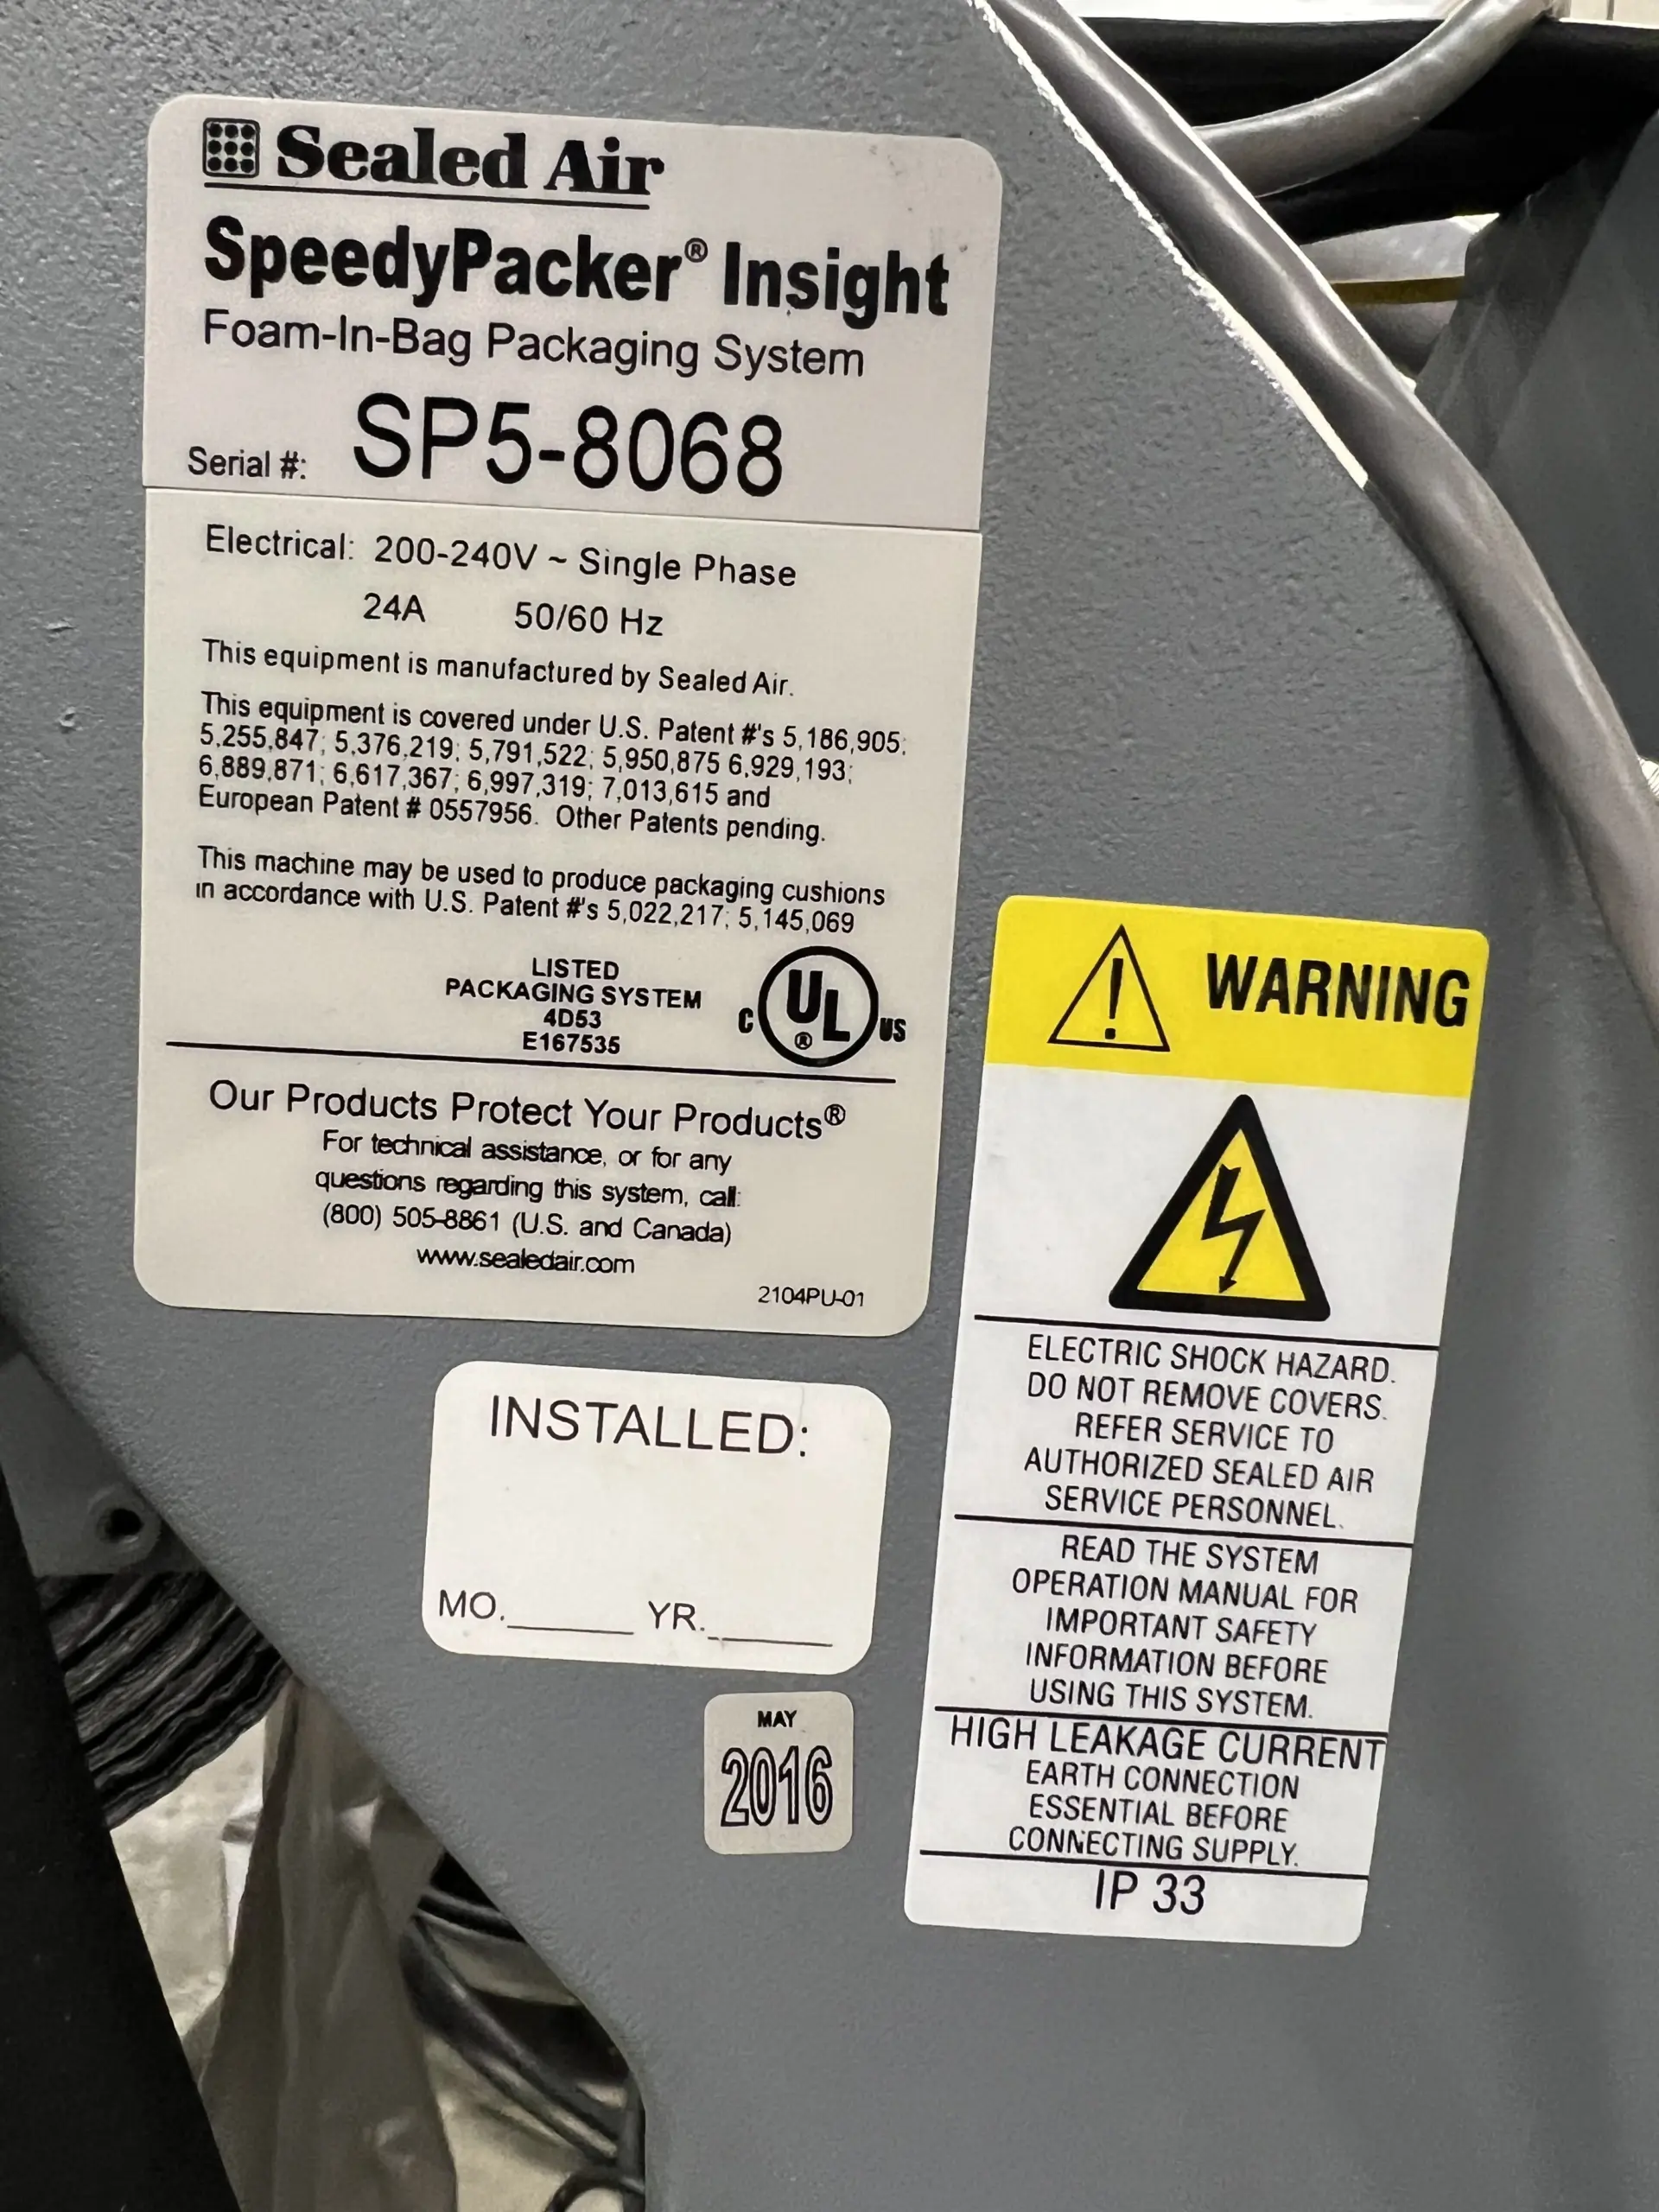 Sealed Air
SpeedyPacker® Insight
Foam-In-Bag Packaging System
Serial #: SP5-8068
Electrical: 200-240V ~ Single Phase
24A 50/60 Hz
This equipment is manufactured by Sealed Air.
This equipment is covered under U.S. Patent #'s 5,186,905;
5,255,847; 5,376,219; 5,791,522; 5,950,875 6,929,193;
6,889,871; 6,617,367; 6,997,319; 7,013,615 and
European Patent # 0557956. Other Patents pending.
This machine may be used to produce packaging cushions
in accordance with U.S. Patent #'s 5,022,217; 5,145,069
LISTED
PACKAGING SYSTEM
4D53
E167535
C UL® US
Our Products Protect Your Products®
For technical assistance, or for any
questions regarding this system, call:
(800) 505-8861 (U.S. and Canada)
www.sealedair.com
2104PU-01
INSTALLED:
MO.______ YR.______
MAY
2016
! WARNING
ELECTRIC SHOCK HAZARD.
DO NOT REMOVE COVERS.
REFER SERVICE TO
AUTHORIZED SEALED AIR
SERVICE PERSONNEL.
READ THE SYSTEM
OPERATION MANUAL FOR
IMPORTANT SAFETY
INFORMATION BEFORE
USING THIS SYSTEM.
HIGH LEAKAGE CURRENT
EARTH CONNECTION
ESSENTIAL BEFORE
CONNECTING SUPPLY.
IP 33